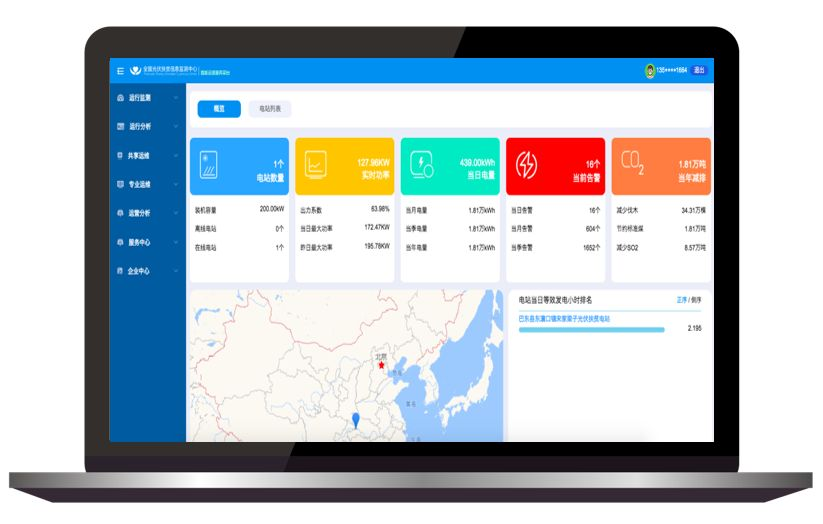 全国光伏扶贫信息监测中心
135****1664 退出
运行监测
运行分析
共享运维
专业运维
运营分析
服务中心
企业中心
概览 电站列表
1个
电站数量
装机容量 200.00kW
离线电站 0个
在线电站 1个
127.96KW
实时功率
出力系数 63.98%
当日最大功率 172.47KW
昨日最大功率 195.78KW
439.00kWh
当日电量
当月电量 1.81万kWh
当季电量 1.81万kWh
当年电量 1.81万kWh
16个
当前告警
当日告警 16个
当月告警 604个
当季告警 1652个
CO2
1.81万吨
当年减排
减少伐木 34.31万棵
节约标准煤 1.81万吨
减少SO2 8.57万吨
北京
渤海
黄海
电站当日等效发电小时排名 正序 / 倒序
巴东县东瀼口镇宋家梁子光伏扶贫电站
2.195